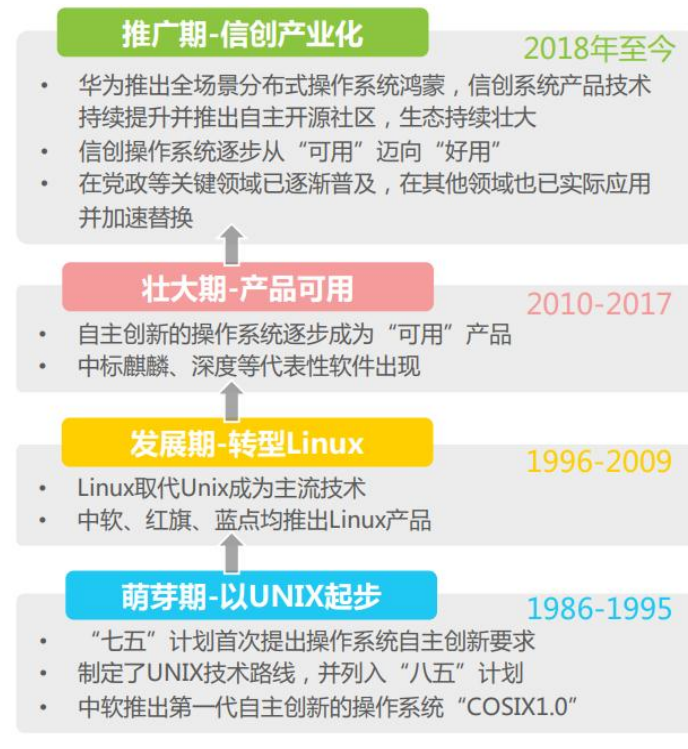 推广期-信创产业化
2018年至今
• 华为推出全场景分布式操作系统鸿蒙，信创系统产品技术
持续提升并推出自主开源社区，生态持续壮大
• 信创操作系统逐步从“可用”迈向“好用”
• 在党政等关键领域已逐渐普及，在其他领域也已实际应用
并加速替换
壮大期-产品可用
2010-2017
• 自主创新的操作系统逐步成为“可用”产品
• 中标麒麟、深度等代表性软件出现
发展期-转型Linux
1996-2009
• Linux取代Unix成为主流技术
• 中软、红旗、蓝点均推出Linux产品
萌芽期-以UNIX起步
1986-1995
• “七五”计划首次提出操作系统自主创新要求
• 制定了UNIX技术路线，并列入“八五”计划
• 中软推出第一代自主创新的操作系统“COSIX1.0”